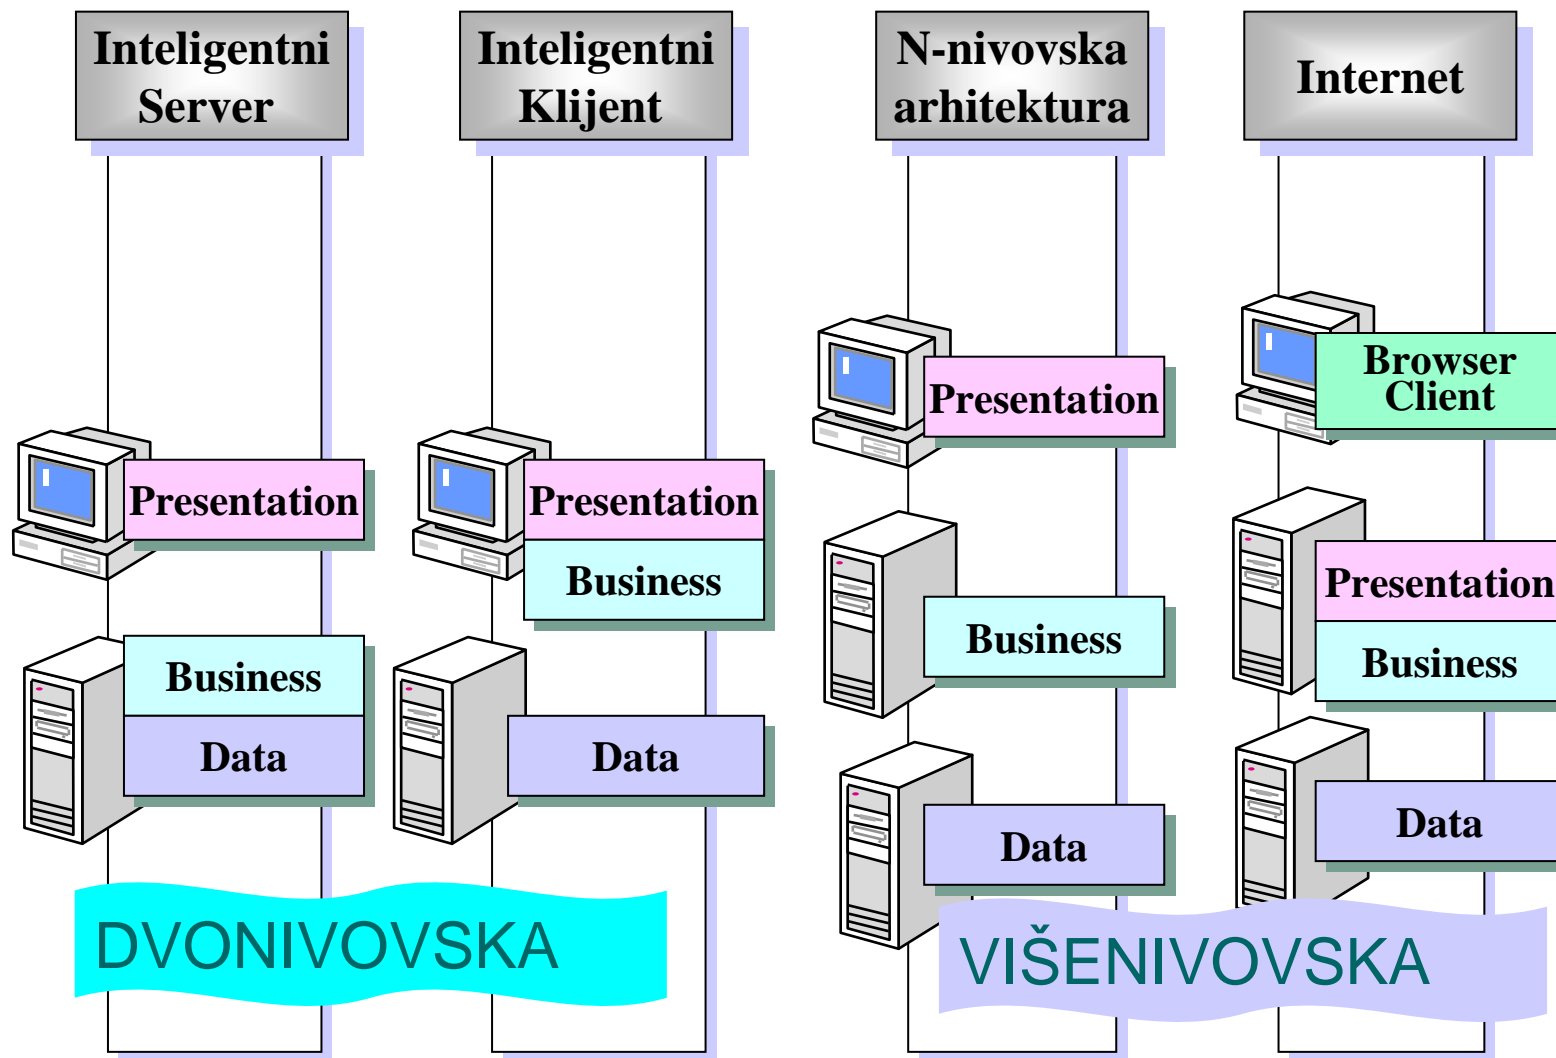 Inteligentni
Server
Inteligentni
Klijent
N-nivovska
arhitektura
Internet
Presentation
Business
Data
Presentation
Business
Data
Presentation
Business
Data
Browser
Client
Presentation
Business
Data
DVONIVOVSKA
VIŠENIVOVSKA